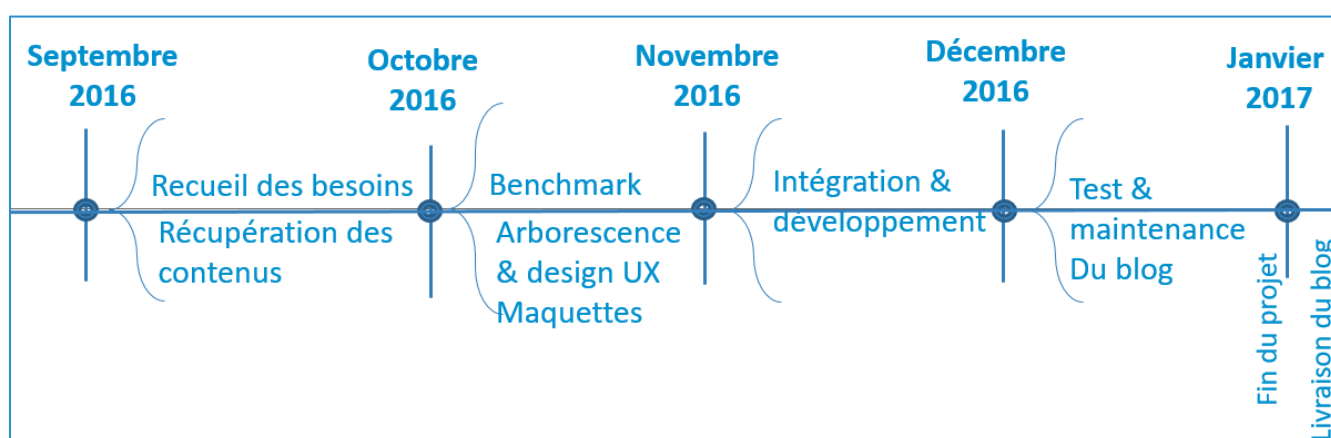 Septembre
2016
Octobre
2016
Novembre
2016
Décembre
2016
Janvier
2017
Recueil des besoins
Récupération des
contenus
Benchmark
Arborescence
& design UX
Maquettes
Intégration &
développement
Test &
maintenance
Du blog
Fin du projet
Livraison du blog